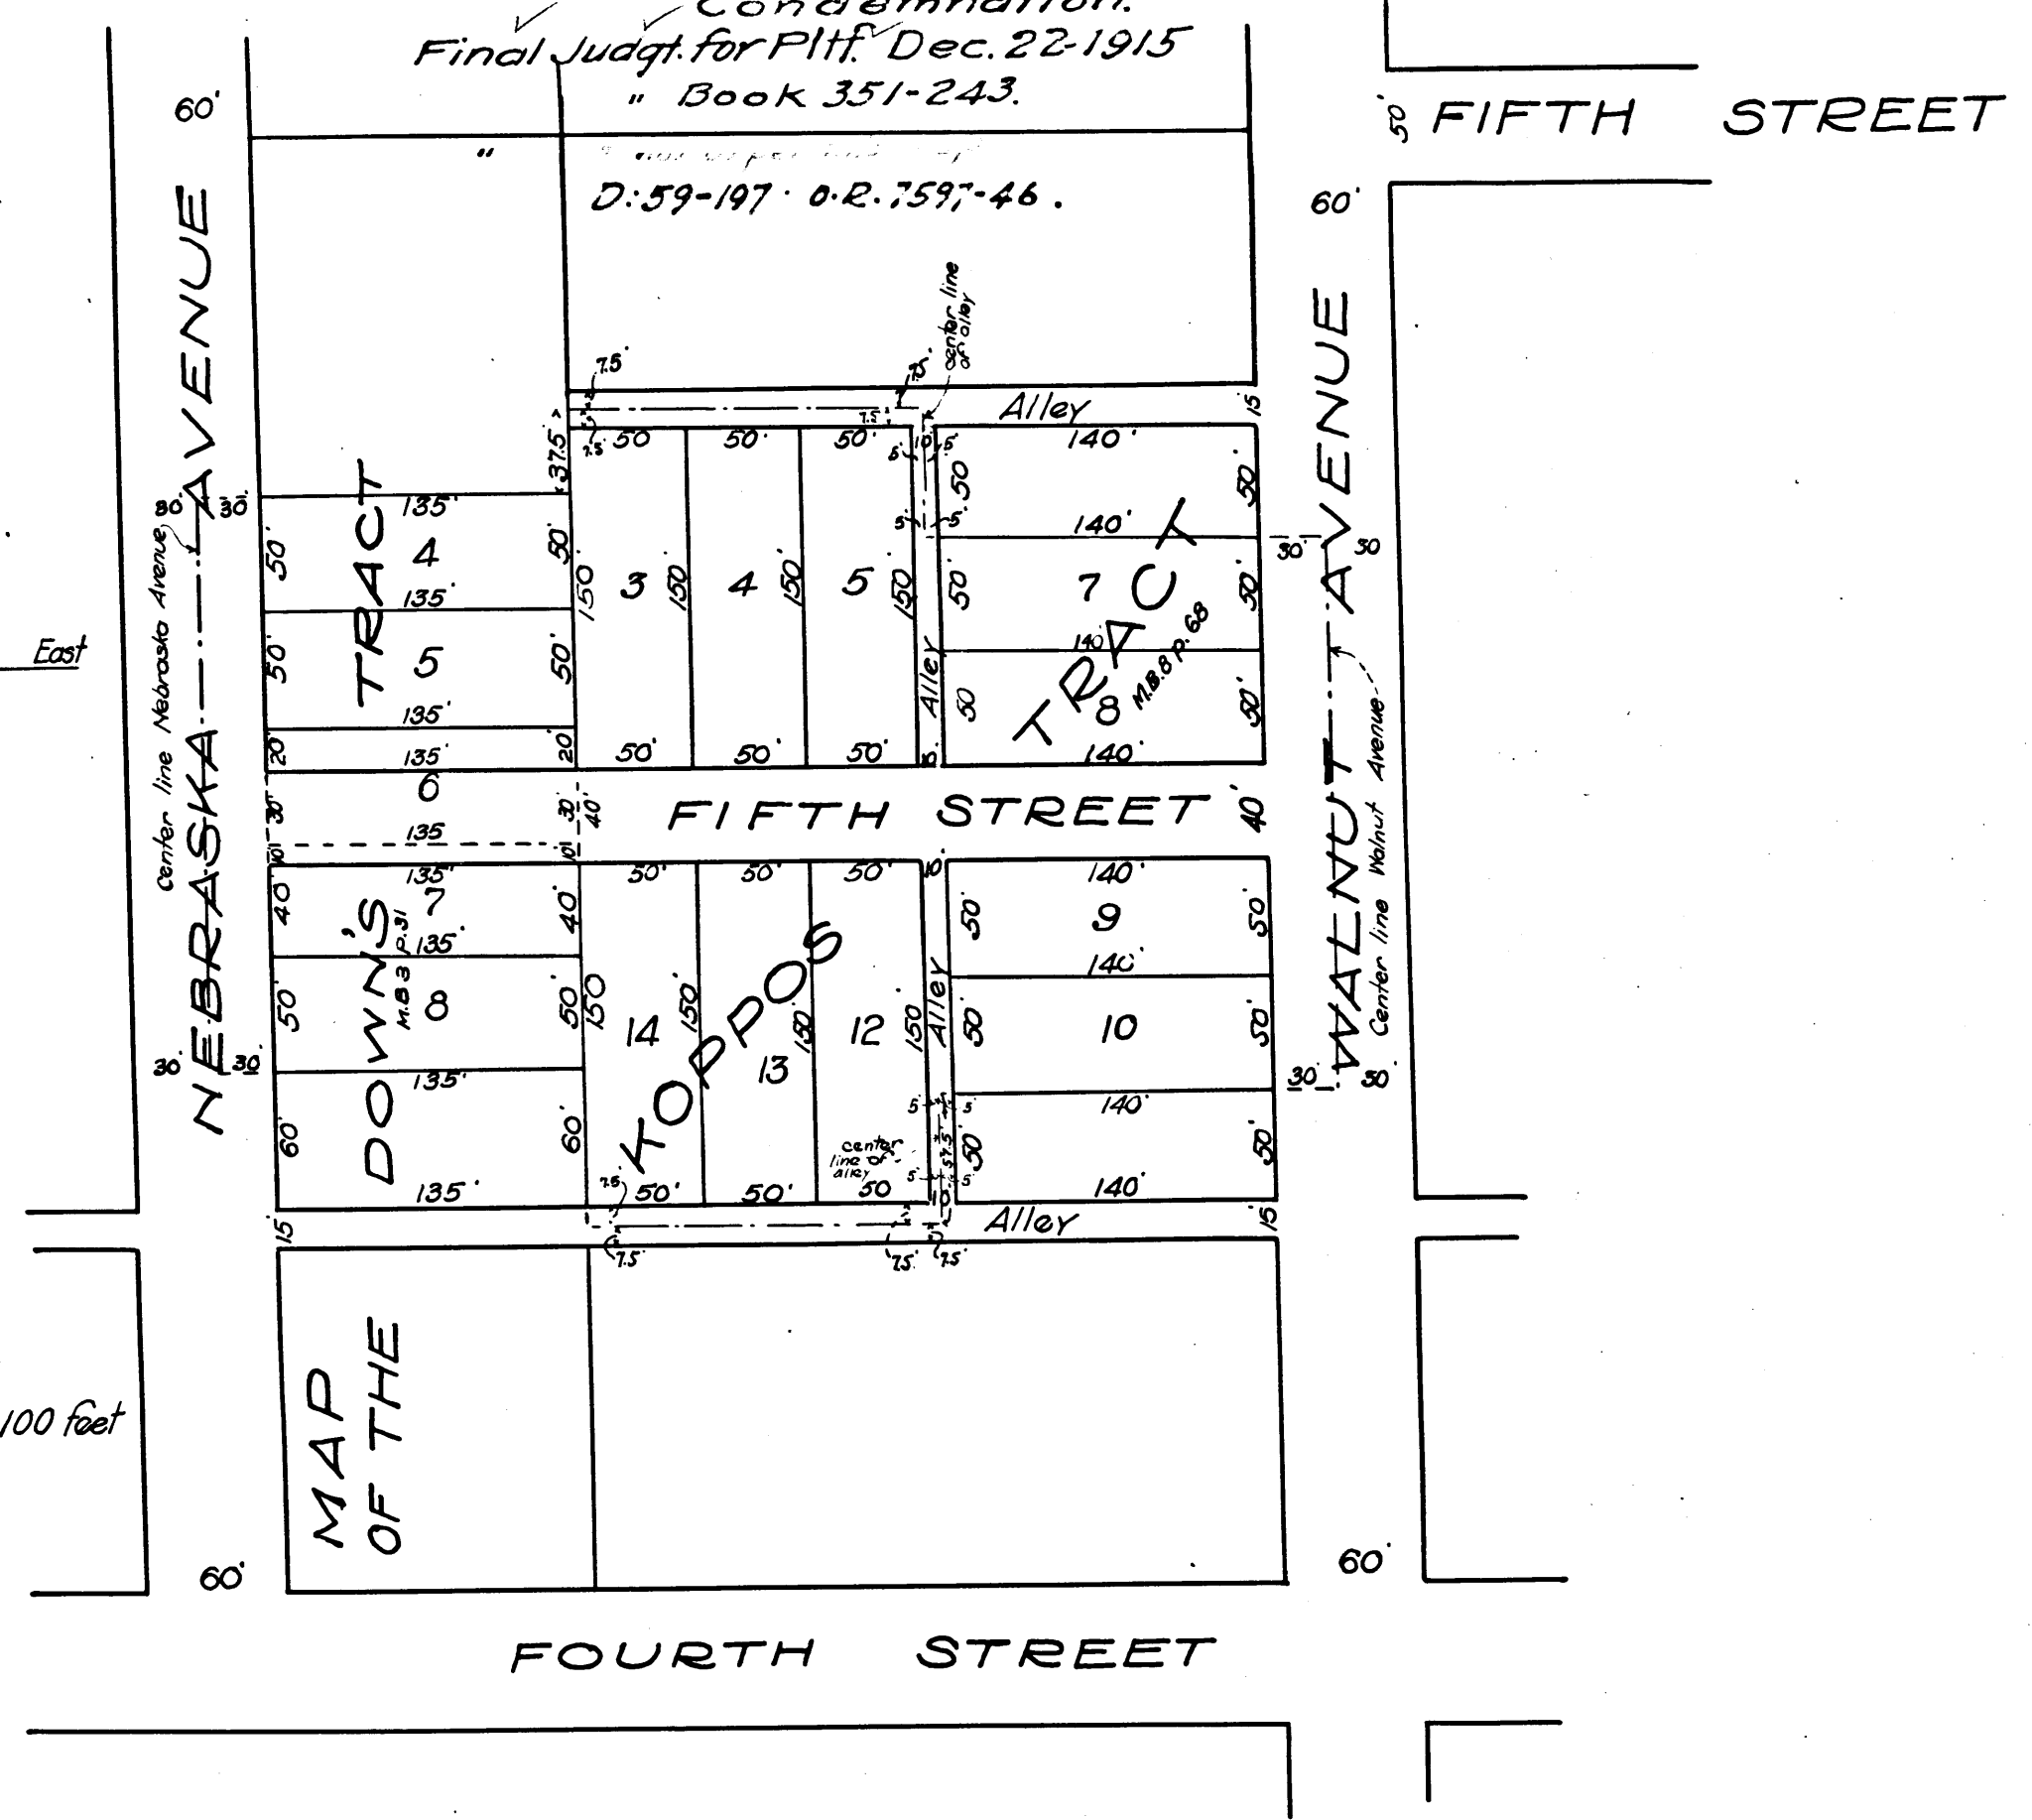 Condemnation.
Final Judgt. for Pltf. Dec. 22-1915
" Book 351-243.
"
D:59-197 · O.R.
60'
50'
FIFTH STREET
60'
NEBRASKA AVENUE
Center line Nebraska Avenue
WALNUT AVENUE
Center line Walnut Avenue
center line
of alley
7.5'
7.5'
7.5'
Alley
15
37.5
50 50' 50' 10' 140'
5' 5'
30' 30'
TRACT
135'
50' 4 50'
135'
50' 5 50'
135'
20' 135' 20'
6
30' 30'
135
10' 10'
150' 3 150 4 150' 5 150
5' 5'
Alley
50 50'
140'
50' 7 50'
140'
50 8 50'
140'
TRACT
M.B. 8 P. 68
30' 30
East
50' 50' 50'
FIFTH STREET 40'
40'
135'
40' 7 40'
135'
50' 8 50'
135'
60' 60'
135'
DOWN'S
M.B 3 P.31
30' 30'
50' 50' 50' 10' 140'
150 14 150' 13 150' 12 150
KOPPOS
Alley
50 9 50'
140'
50' 10 50'
140'
50' 50'
140'
30 30'
5' 5'
57.5'
center
line of
alley
5' 5'
7.5'
50' 50' 50 10'
Alley
15 15'
7.5' 7.5' 7.5'
MAP
OF THE
100 feet
60' 60'
FOURTH STREET